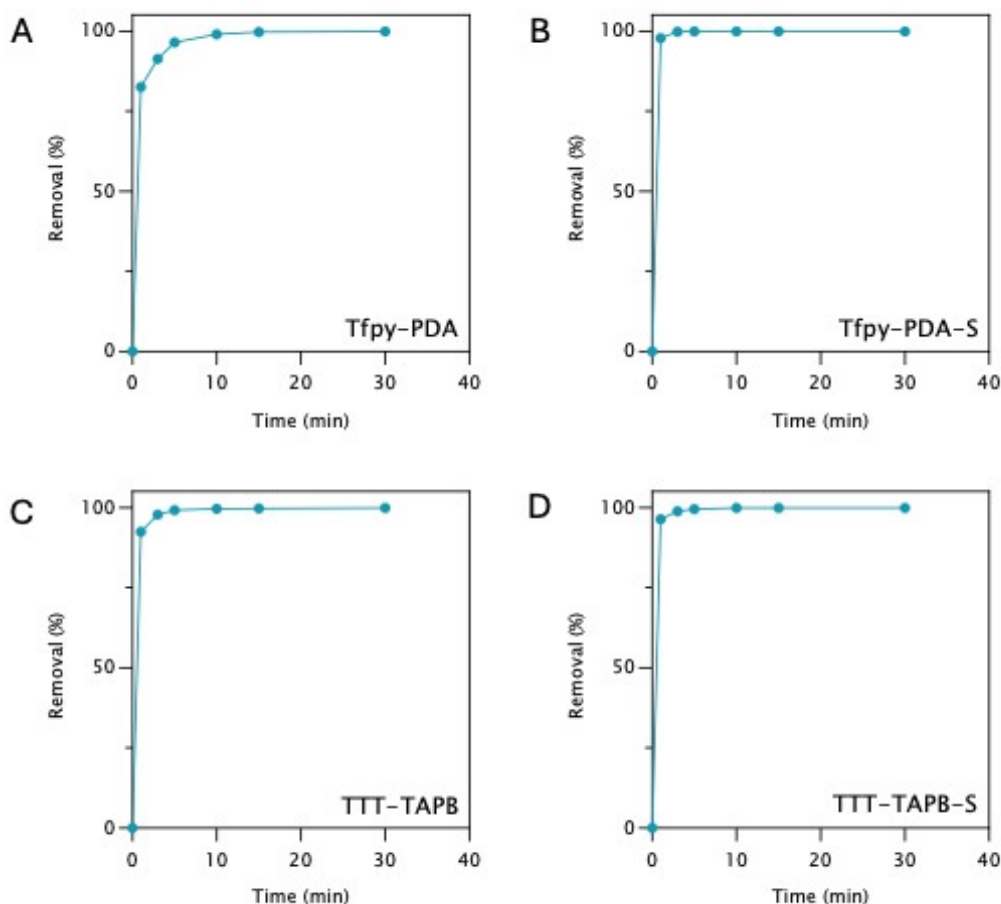 A
100
50
0
Removal (%)
Tfpy-PDA
0 10 20 30 40
Time (min)
B
100
50
0
Removal (%)
Tfpy-PDA-S
0 10 20 30 40
Time (min)
C
100
50
0
Removal (%)
TTT-TAPB
0 10 20 30 40
Time (min)
D
100
50
0
Removal (%)
TTT-TAPB-S
0 10 20 30 40
Time (min)